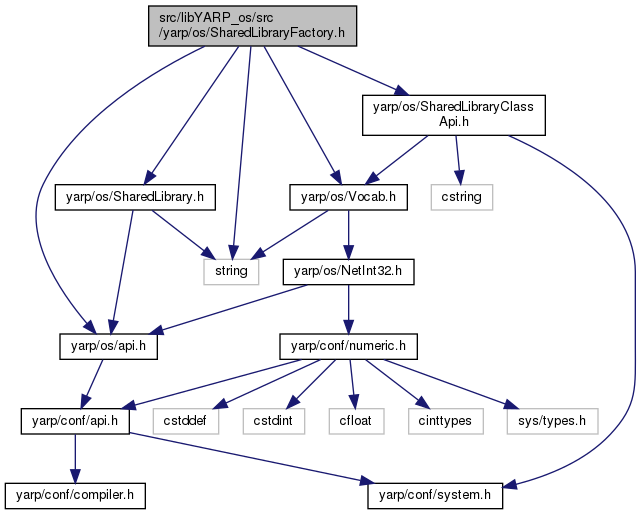 src/libYARP_os/src
/yarp/os/SharedLibraryFactory.h
yarp/os/SharedLibraryClass
Api.h
yarp/os/SharedLibrary.h
yarp/os/Vocab.h
cstring
string
yarp/os/NetInt32.h
yarp/os/api.h
yarp/conf/numeric.h
yarp/conf/api.h
cstddef
cstdint
cfloat
cinttypes
sys/types.h
yarp/conf/compiler.h
yarp/conf/system.h